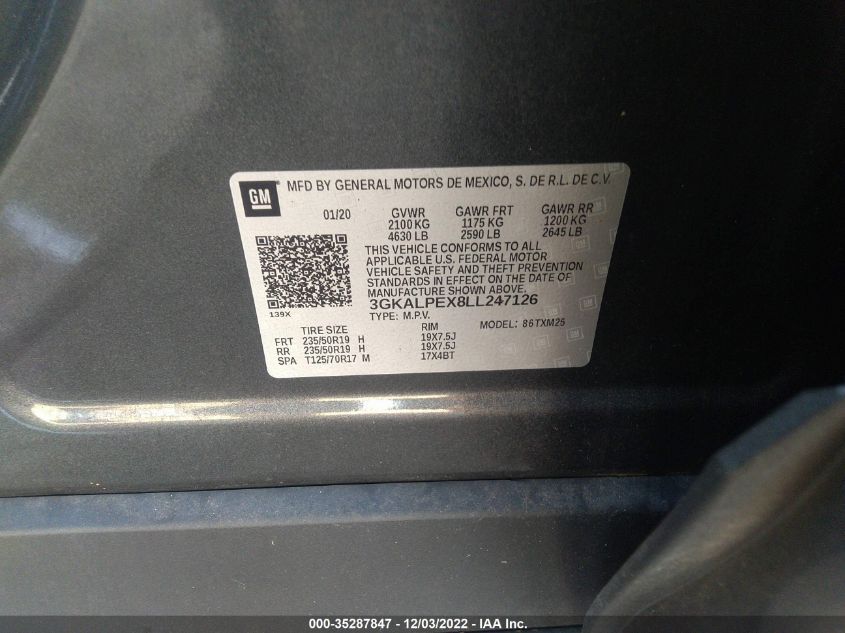 GM MFD BY GENERAL MOTORS DE MEXICO, S. DE R.L. DE C.V.
01/20 GVWR GAWR FRT GAWR RR
2100 KG 1175 KG 1200 KG
4630 LB 2590 LB 2645 LB
THIS VEHICLE CONFORMS TO ALL
APPLICABLE U.S. FEDERAL MOTOR
VEHICLE SAFETY AND THEFT PREVENTION
STANDARDS IN EFFECT ON THE DATE OF
MANUFACTURE SHOWN ABOVE.
139X 3GKALPEX8LL247126
TYPE: M.P.V. MODEL: 86TXM25
TIRE SIZE RIM
FRT 235/50R19 H 19X7.5J
RR 235/50R19 H 19X7.5J
SPA T125/70R17 M 17X4BT
000-35287847 - 12/03/2022 - IAA Inc.